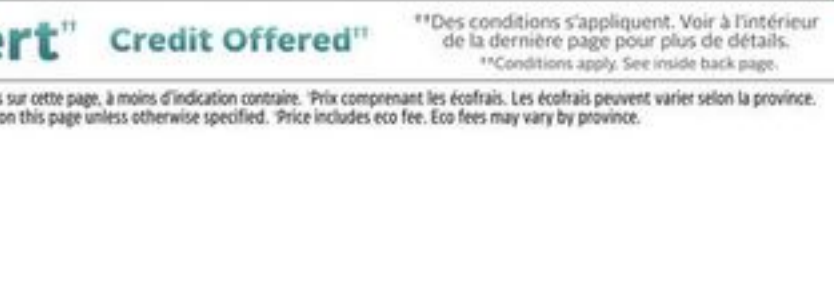 ert†† Credit Offered††
††Des conditions s'appliquent. Voir à l'intérieur
de la dernière page pour plus de détails.
††Conditions apply. See inside back page.
sur cette page, à moins d'indication contraire. †Prix comprenant les écofrais. Les écofrais peuvent varier selon la province.
on this page unless otherwise specified. †Price includes eco fee. Eco fees may vary by province.